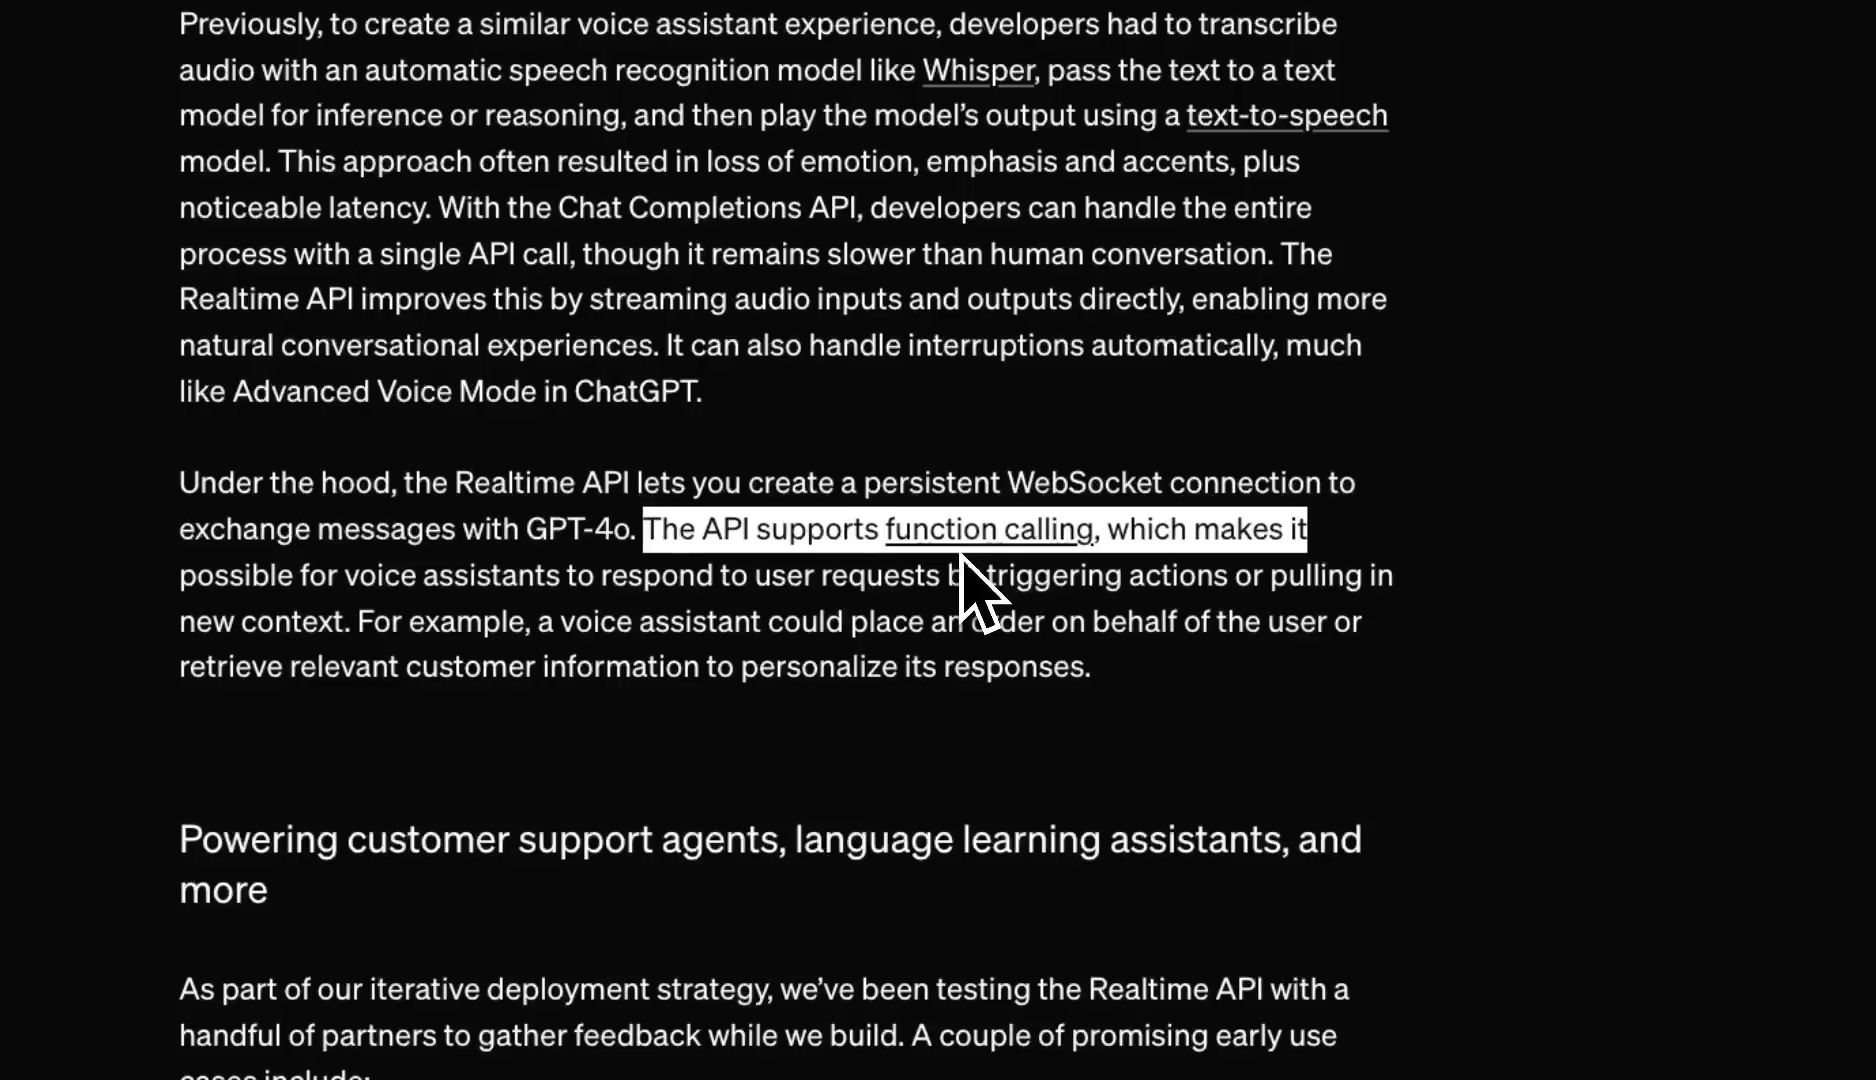 Previously, to create a similar voice assistant experience, developers had to transcribe
audio with an automatic speech recognition model like Whisper, pass the text to a text
model for inference or reasoning, and then play the model’s output using a text-to-speech
model. This approach often resulted in loss of emotion, emphasis and accents, plus
noticeable latency. With the Chat Completions API, developers can handle the entire
process with a single API call, though it remains slower than human conversation. The
Realtime API improves this by streaming audio inputs and outputs directly, enabling more
natural conversational experiences. It can also handle interruptions automatically, much
like Advanced Voice Mode in ChatGPT.
Under the hood, the Realtime API lets you create a persistent WebSocket connection to
exchange messages with GPT-4o. The API supports function calling, which makes it
possible for voice assistants to respond to user requests by triggering actions or pulling in
new context. For example, a voice assistant could place an order on behalf of the user or
retrieve relevant customer information to personalize its responses.
Powering customer support agents, language learning assistants, and
more
As part of our iterative deployment strategy, we’ve been testing the Realtime API with a
handful of partners to gather feedback while we build. A couple of promising early use
cases include: